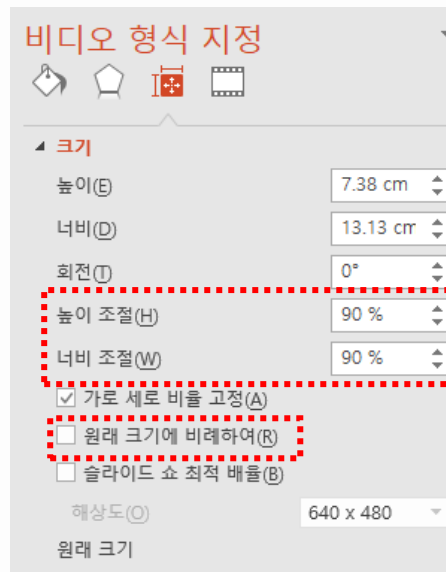 비디오 형식 지정
크기
높이(E) 7.38 cm
너비(D) 13.13 cm
회전(T) 0°
높이 조절(H) 90 %
너비 조절(W) 90 %
가로 세로 비율 고정(A)
원래 크기에 비례하여(R)
슬라이드 쇼 최적 배율(B)
해상도(O) 640 x 480
원래 크기